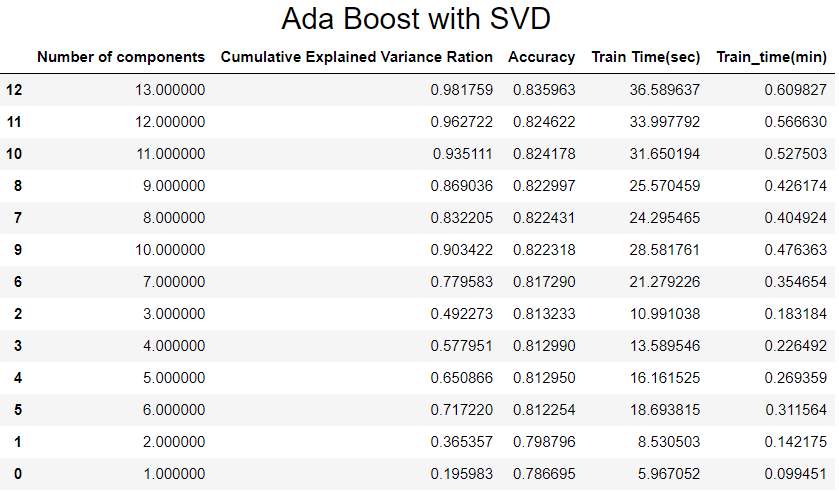 Ada Boost with SVD
Number of components Cumulative Explained Variance Ration Accuracy Train Time(sec) Train_time(min)
12 13.000000 0.981759 0.835963 36.589637 0.609827
11 12.000000 0.962722 0.824622 33.997792 0.566630
10 11.000000 0.935111 0.824178 31.650194 0.527503
8 9.000000 0.869036 0.822997 25.570459 0.426174
7 8.000000 0.832205 0.822431 24.295465 0.404924
9 10.000000 0.903422 0.822318 28.581761 0.476363
6 7.000000 0.779583 0.817290 21.279226 0.354654
2 3.000000 0.492273 0.813233 10.991038 0.183184
3 4.000000 0.577951 0.812990 13.589546 0.226492
4 5.000000 0.650866 0.812950 16.161525 0.269359
5 6.000000 0.717220 0.812254 18.693815 0.311564
1 2.000000 0.365357 0.798796 8.530503 0.142175
0 1.000000 0.195983 0.786695 5.967052 0.099451